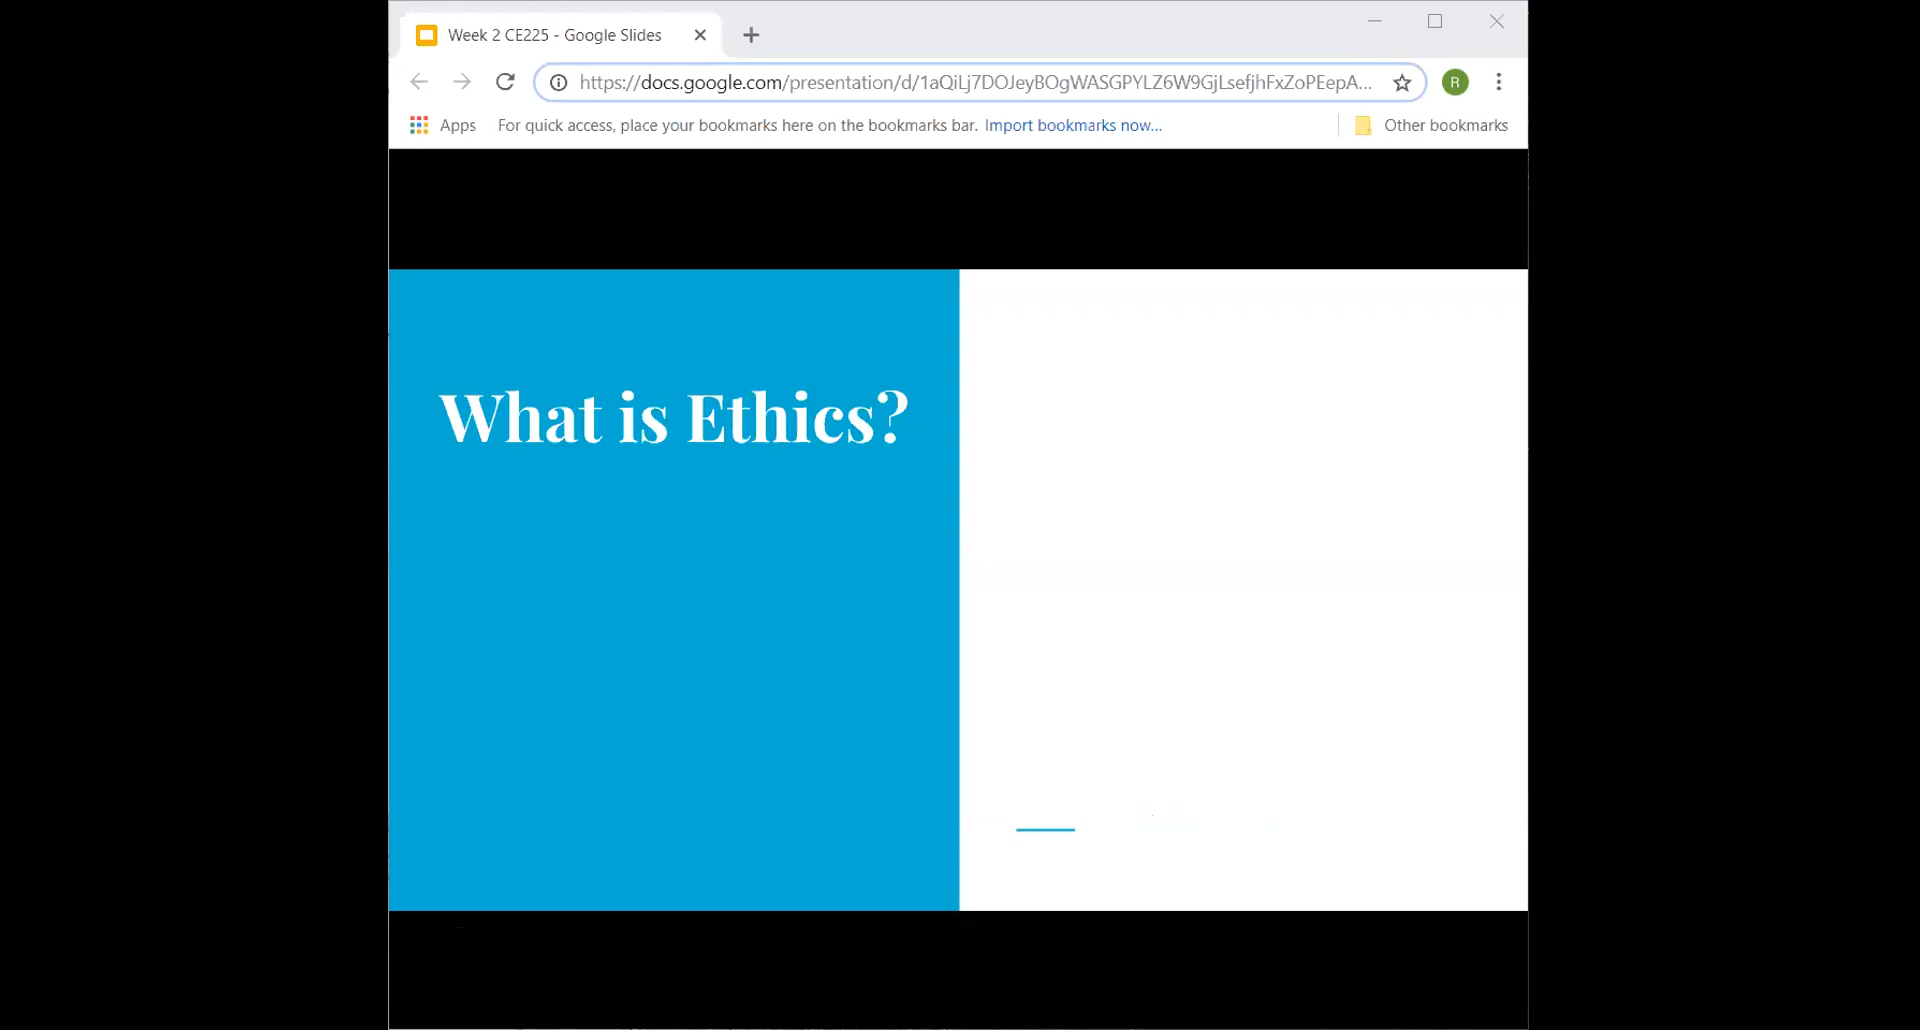 Week 2 CE225 - Google Slides
https://docs.google.com/presentation/d/1aQiLj7DOJeyBOgWASGPYLZ6W9GjLsefjhFxZoPEepA...
R
Apps
For quick access, place your bookmarks here on the bookmarks bar. Import bookmarks now...
Other bookmarks
What is Ethics?